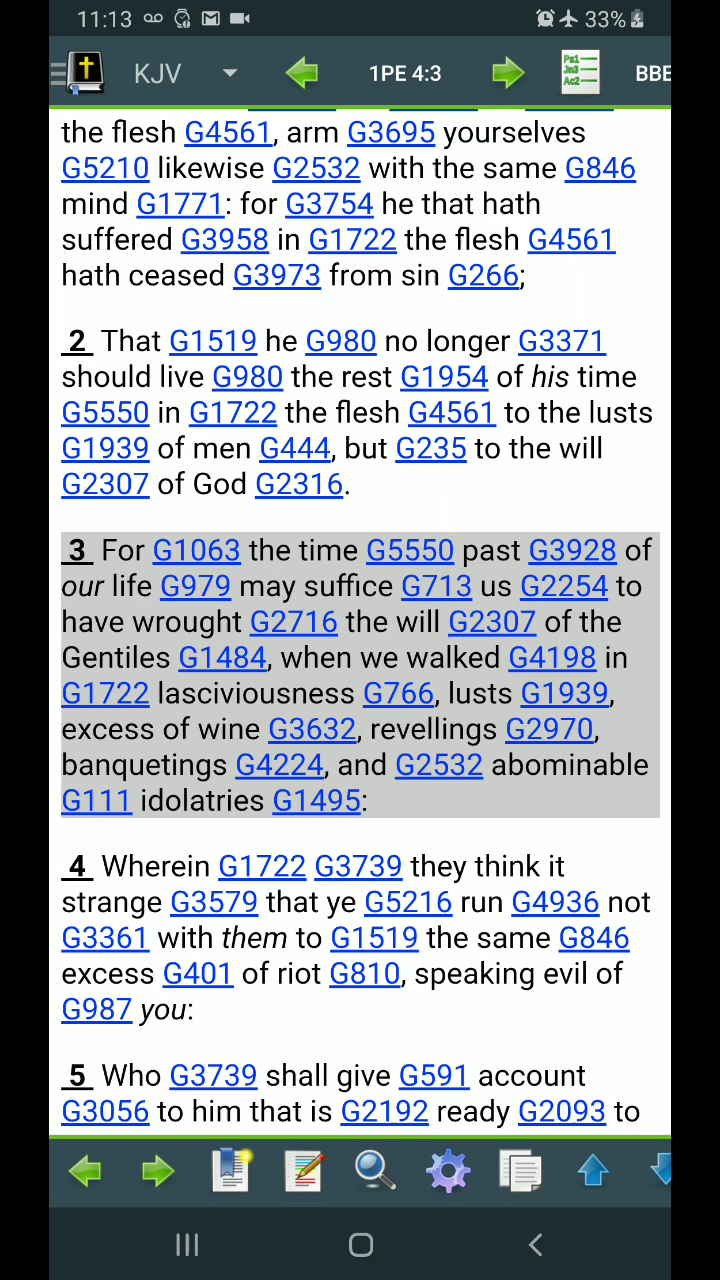 11:13 33%
KJV 1PE 4:3 Ps1 Jn3 Ac2 BBE
the flesh G4561, arm G3695 yourselves
G5210 likewise G2532 with the same G846
mind G1771: for G3754 he that hath
suffered G3958 in G1722 the flesh G4561
hath ceased G3973 from sin G266;
2 That G1519 he G980 no longer G3371
should live G980 the rest G1954 of his time
G5550 in G1722 the flesh G4561 to the lusts
G1939 of men G444, but G235 to the will
G2307 of God G2316.
3 For G1063 the time G5550 past G3928 of
our life G979 may suffice G713 us G2254 to
have wrought G2716 the will G2307 of the
Gentiles G1484, when we walked G4198 in
G1722 lasciviousness G766, lusts G1939,
excess of wine G3632, revellings G2970,
banquetings G4224, and G2532 abominable
G111 idolatries G1495:
4 Wherein G1722 G3739 they think it
strange G3579 that ye G5216 run G4936 not
G3361 with them to G1519 the same G846
excess G401 of riot G810, speaking evil of
G987 you:
5 Who G3739 shall give G591 account
G3056 to him that is G2192 ready G2093 to